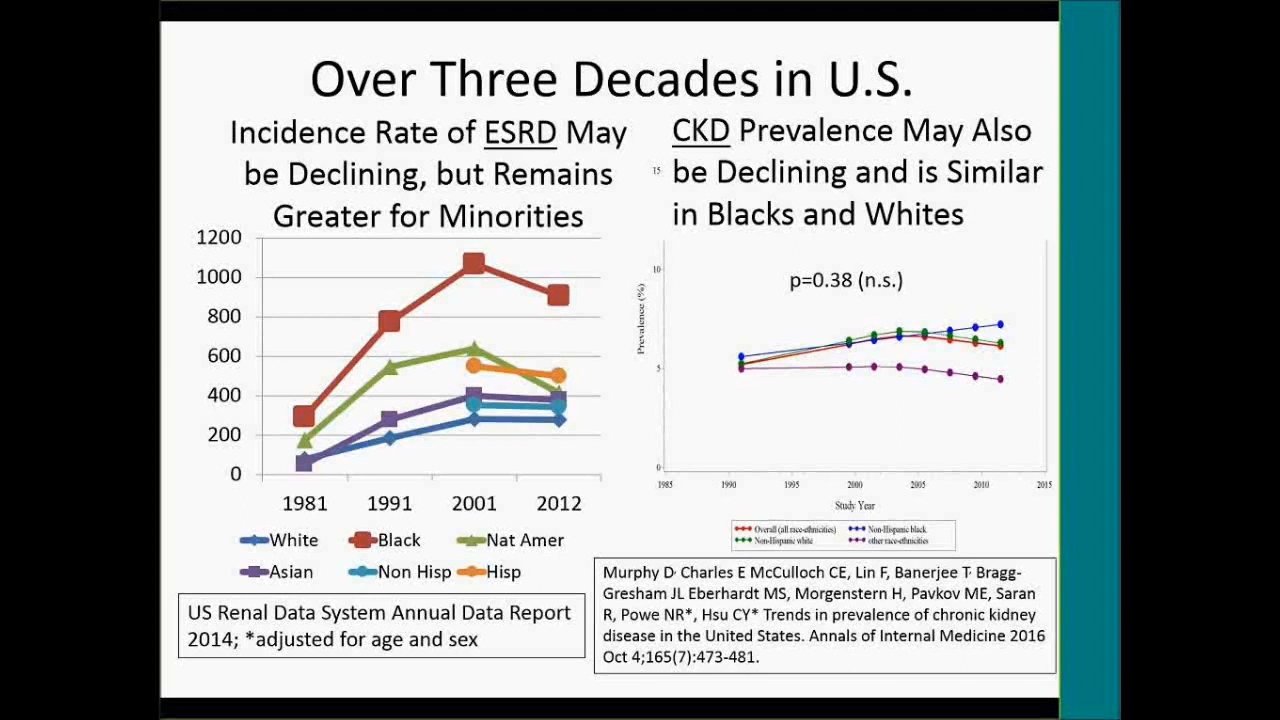 Over Three Decades in U.S.
Incidence Rate of ESRD May
be Declining, but Remains
Greater for Minorities
1200
1000
800
600
400
200
0
1981 1991 2001 2012
White Black Nat Amer
Asian Non Hisp Hisp
US Renal Data System Annual Data Report
2014; *adjusted for age and sex
CKD Prevalence May Also
be Declining and is Similar
in Blacks and Whites
15
p=0.38 (n.s.)
10
Prevalence (%)
5
0
1985 1990 1995 2000 2005 2010 2015
Study Year
Overall (all race-ethnicities) Non-Hispanic black
Non-Hispanic white other race-ethnicities
Murphy D, Charles E McCulloch CE, Lin F, Banerjee T, Bragg-
Gresham JL Eberhardt MS, Morgenstern H, Pavkov ME, Saran
R, Powe NR*, Hsu CY* Trends in prevalence of chronic kidney
disease in the United States. Annals of Internal Medicine 2016
Oct 4;165(7):473-481.